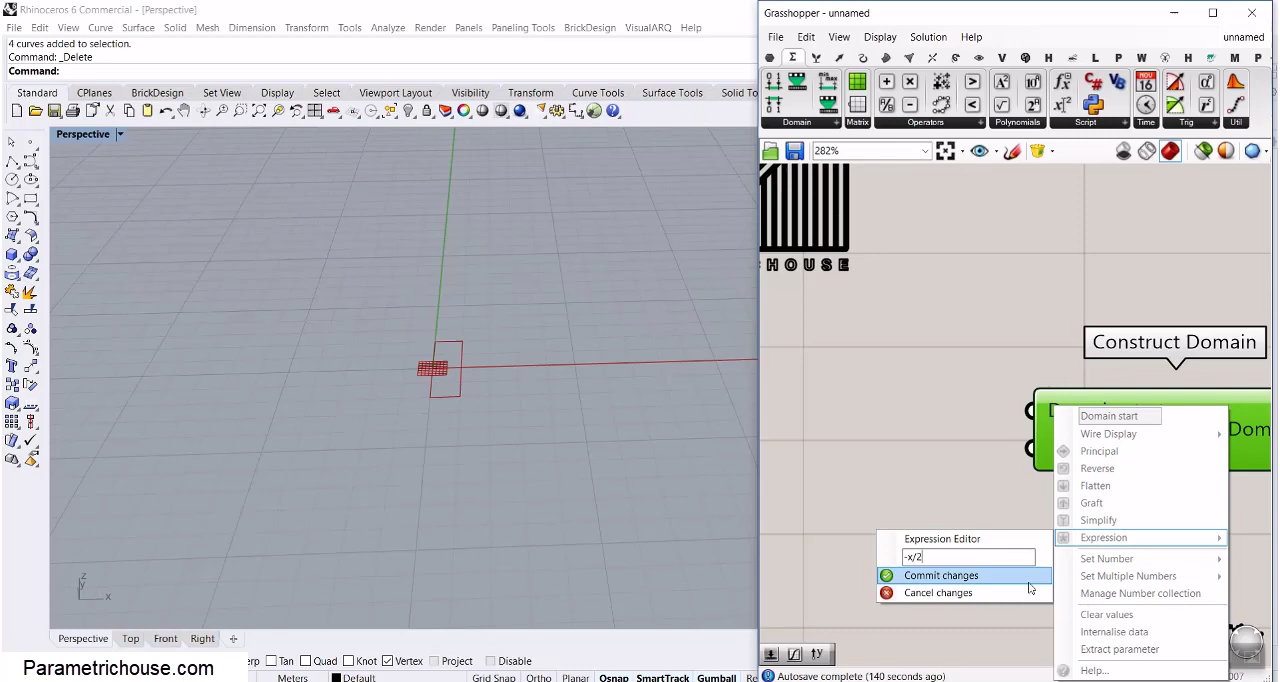 Rhinoceros 6 Commercial - [Perspective]
File Edit View Curve Surface Solid Mesh Dimension Transform Tools Analyze Render Panels Paneling Tools BrickDesign VisualARQ Help
4 curves added to selection.
Command: _Delete
Command:
Standard CPlanes BrickDesign Set View Display Select Viewport Layout Visibility Transform Curve Tools Surface Tools Solid To
Perspective
z
y
x
Perspective Top Front Right
Tan Quad Knot Vertex Project Disable
Meters Default Grid Snap Ortho Planar Osnap SmartTrack Gumball
Parametrichouse.com
Grasshopper - unnamed
File Edit View Display Solution Help unnamed
Domain Matrix Operators Polynomials Script Time Trig Util
282%
HOUSE
Construct Domain
Dom
Domain start
Wire Display
Principal
Reverse
Flatten
Graft
Simplify
Expression
Set Number
Set Multiple Numbers
Manage Number collection
Clear values
Internalise data
Extract parameter
Help...
Expression Editor
-x/2
Commit changes
Cancel changes
Autosave complete (140 seconds ago)
007